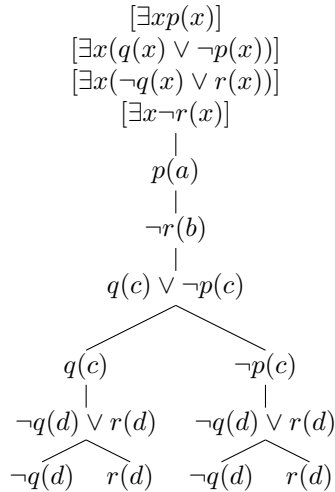 [∃xp(x)]
[∃x(q(x) ∨ ¬p(x))]
[∃x(¬q(x) ∨ r(x))]
[∃x¬r(x)]
p(a)
¬r(b)
q(c) ∨ ¬p(c)
q(c) ¬p(c)
¬q(d) ∨ r(d) ¬q(d) ∨ r(d)
¬q(d) r(d) ¬q(d) r(d)